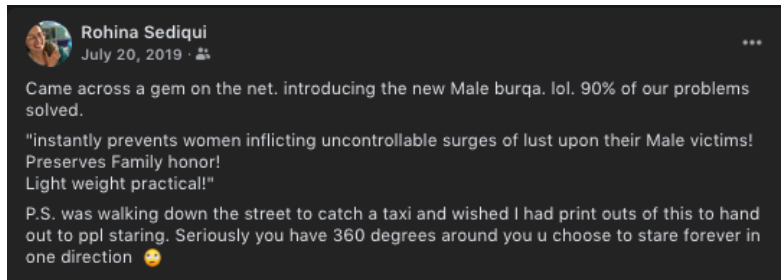 Rohina Sediqui
July 20, 2019 ·
Came across a gem on the net. introducing the new Male burqa. lol. 90% of our problems
solved.
"instantly prevents women inflicting uncontrollable surges of lust upon their Male victims!
Preserves Family honor!
Light weight practical!"
P.S. was walking down the street to catch a taxi and wished I had print outs of this to hand
out to ppl staring. Seriously you have 360 degrees around you u choose to stare forever in
one direction 🙄